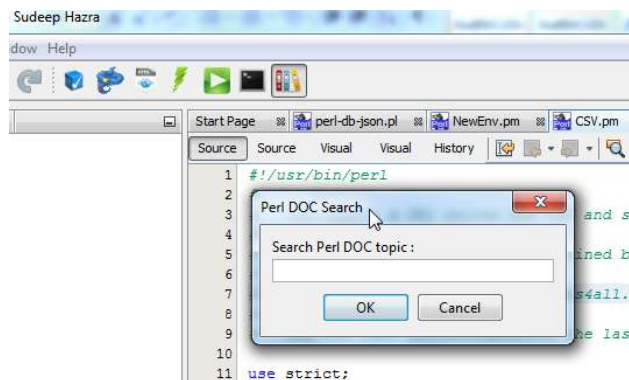 Sudeep Hazra
dow Help
Start Page perl-db-json.pl NewEnv.pm CSV.pm
Source Source Visual Visual History
1 #!/usr/bin/perl
2
Perl DOC Search
3 and s
4
Search Perl DOC topic :
5 ined b
6
7 s4all.
OK Cancel
8
9 he las
10
11 use strict;